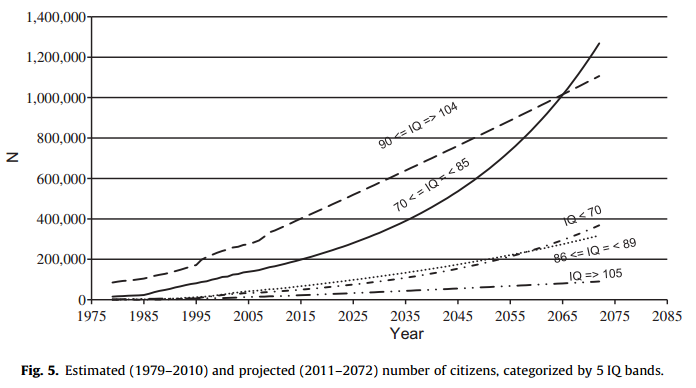 1,400,000
1,200,000
1,000,000
800,000
600,000
400,000
200,000
0
N
90 <= IQ => 104
70 <= IQ = < 85
IQ < 70
86 <= IQ = < 89
IQ => 105
1975 1985 1995 2005 2015 2025 2035 2045 2055 2065 2075 2085
Year
Fig. 5. Estimated (1979–2010) and projected (2011–2072) number of citizens, categorized by 5 IQ bands.